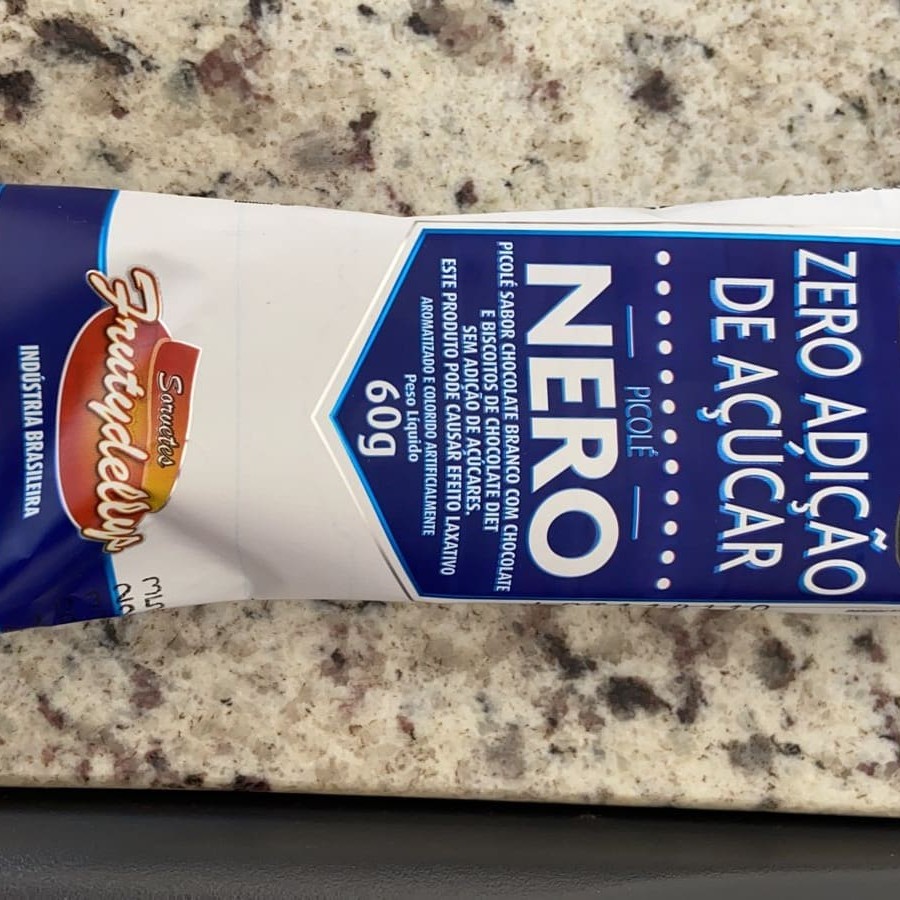 ZERO ADIÇÃO
DE AÇÚCAR
PICOLÉ
NERO
PICOLÉ SABOR CHOCOLATE BRANCO COM CHOCOLATE
E BISCOITOS DE CHOCOLATE DIET
SEM ADIÇÃO DE AÇÚCARES.
ESTE PRODUTO PODE CAUSAR EFEITO LAXATIVO
AROMATIZADO E COLORIDO ARTIFICIALMENTE
Peso Líquido
60g
Sorvetes
Frutydellys
INDÚSTRIA BRASILEIRA